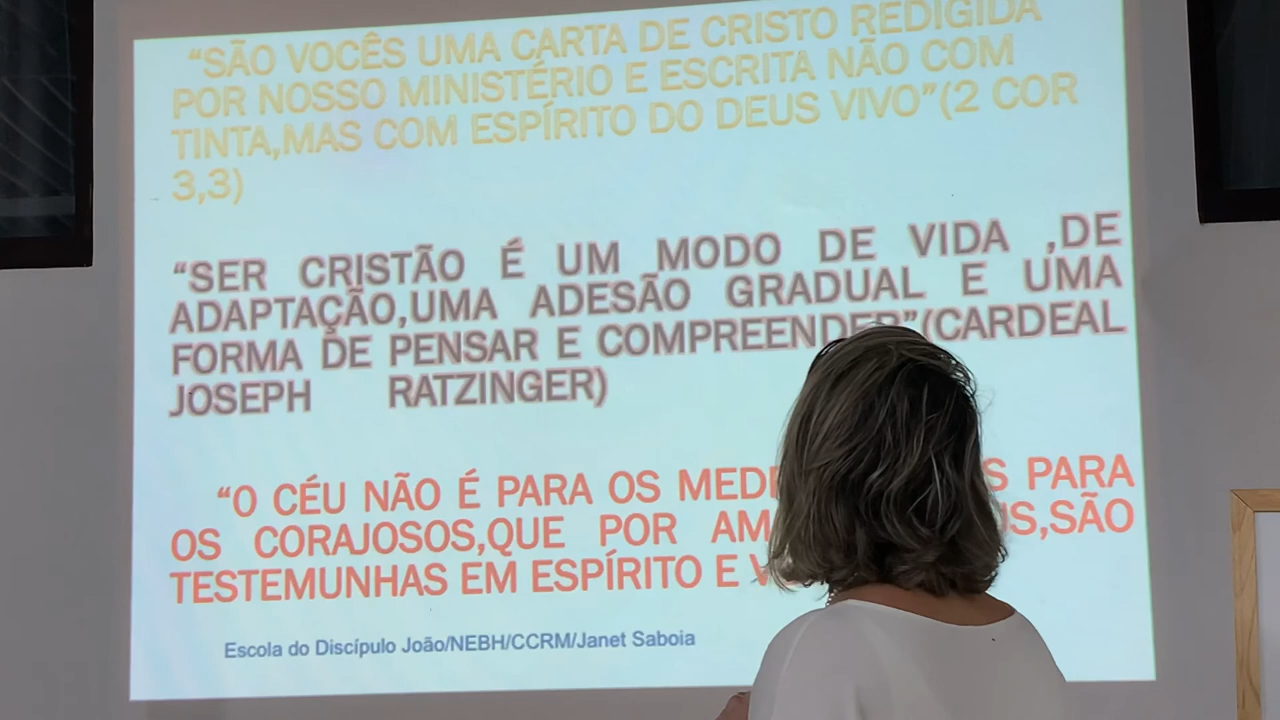 "SÃO VOCÊS UMA CARTA DE CRISTO REDIGIDA
POR NOSSO MINISTÉRIO E ESCRITA NÃO COM
TINTA,MAS COM ESPÍRITO DO DEUS VIVO"(2 COR
3,3)
"SER CRISTÃO É UM MODO DE VIDA ,DE
ADAPTAÇÃO,UMA ADESÃO GRADUAL E UMA
FORMA DE PENSAR E COMPREENDER"(CARDEAL
JOSEPH RATZINGER)
"O CÉU NÃO É PARA OS PARA
OS CORAJOSOS,QUE POR SÃO
TESTEMUNHAS EM ESPÍRITO E
Escola do Discípulo João/NEBH/CCRM/Janet Saboia